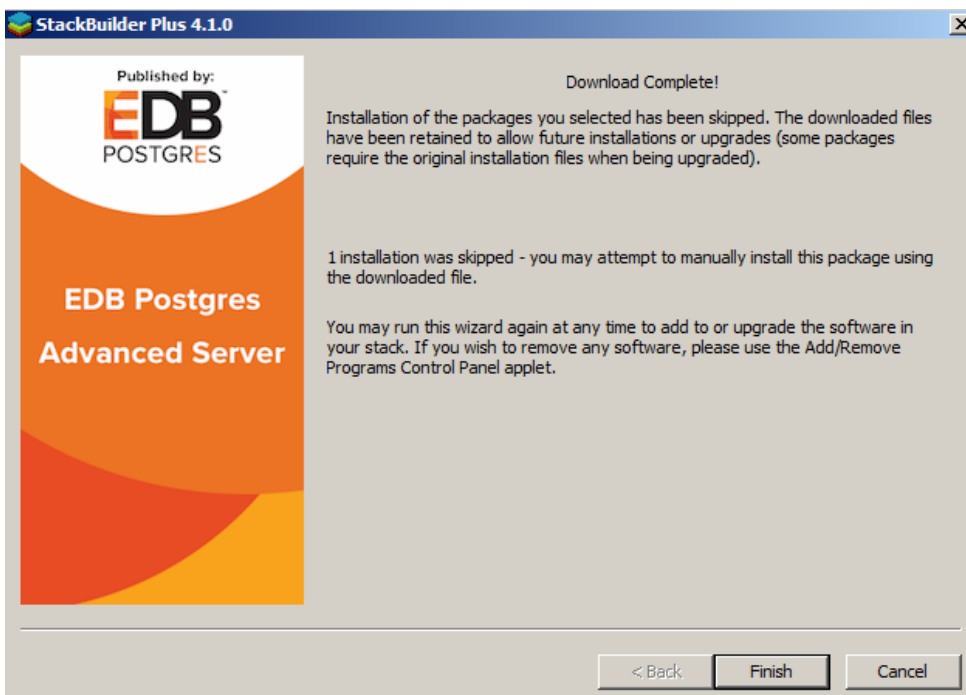 StackBuilder Plus 4.1.0
Published by:
EDB™
POSTGRES
EDB Postgres
Advanced Server
Download Complete!
Installation of the packages you selected has been skipped. The downloaded files
have been retained to allow future installations or upgrades (some packages
require the original installation files when being upgraded).
1 installation was skipped - you may attempt to manually install this package using
the downloaded file.
You may run this wizard again at any time to add to or upgrade the software in
your stack. If you wish to remove any software, please use the Add/Remove
Programs Control Panel applet.
< Back
Finish
Cancel